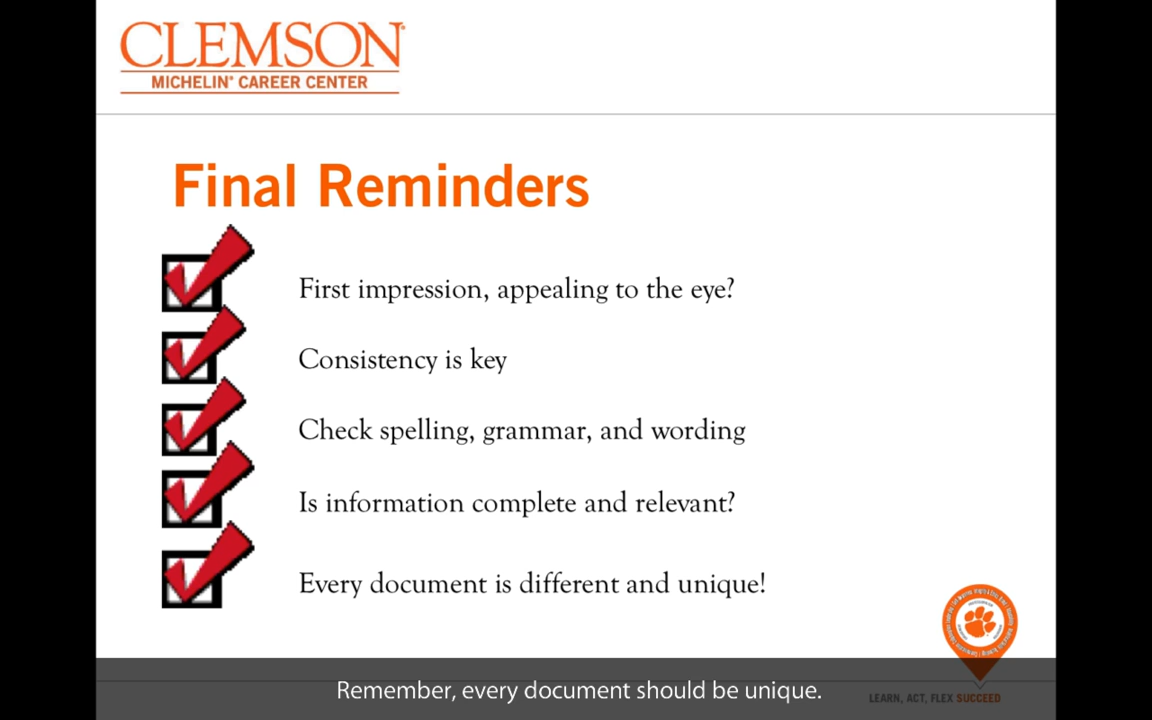 CLEMSON®
MICHELIN® CAREER CENTER
Final Reminders
First impression, appealing to the eye?
Consistency is key
Check spelling, grammar, and wording
Is information complete and relevant?
Every document is different and unique!
Remember, every document should be unique.
LEARN, ACT, FLEX SUCCEED